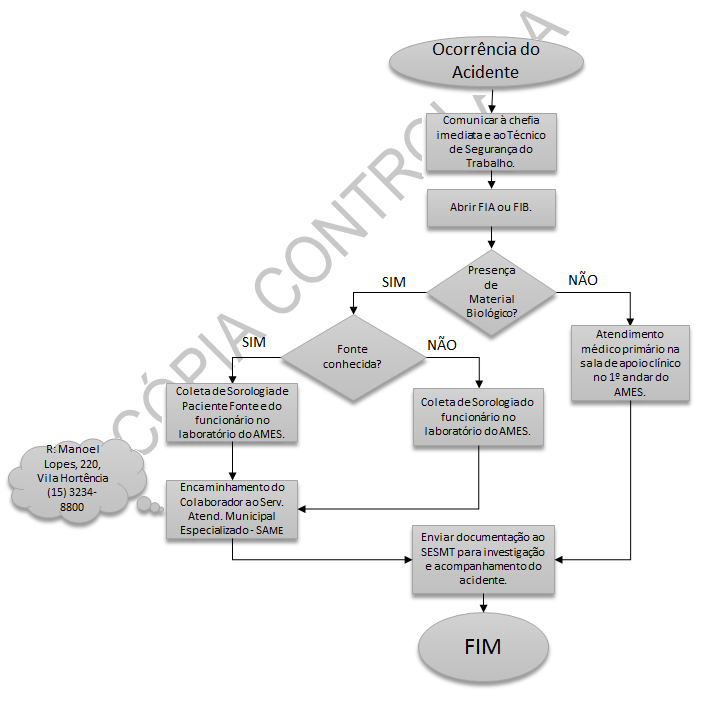 Ocorrência do
Acidente
Comunicar à chefia
imediata e ao Técnico
de Segurança do
Trabalho.
Abrir FIA ou FIB.
Presença
de
Material
Biológico?
SIM
NÃO
Fonte
conhecida?
SIM
NÃO
Atendimento
médico primário na
sala de apoio clínico
no 1º andar do
AMES.
Coleta de Sorologia de
Paciente Fonte e do
funcionário no
laboratório do AMES.
Coleta de Sorologia do
funcionário no
laboratório do AMES.
R: Manoel
Lopes, 220,
Vila Hortência
(15) 3234-
8800
Encaminhamento do
Colaborador ao Serv.
Atend. Municipal
Especializado - SAME
Enviar documentação ao
SESMT para investigação
e acompanhamento do
acidente.
FIM
CÓPIA CONTROL